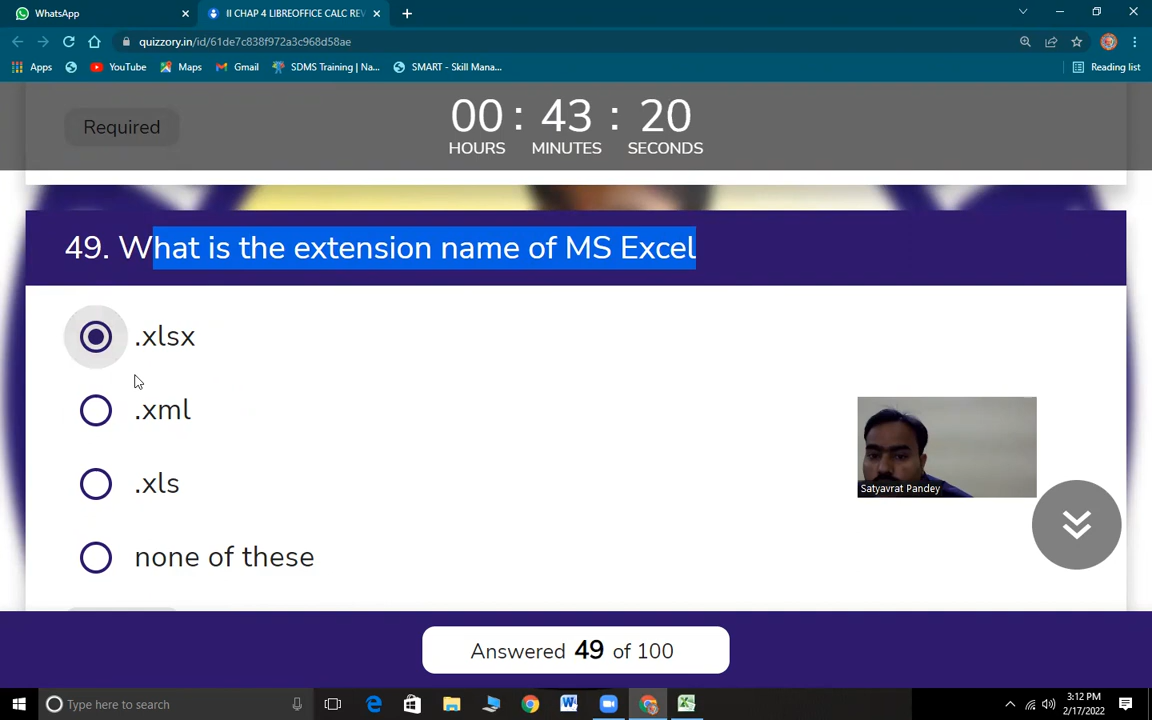 WhatsApp
II CHAP 4 LIBREOFFICE CALC REV
quizzory.in/id/61de7c838f972a3c968d58ae
Apps
YouTube
Maps
Gmail
SDMS Training | Na...
SMART - Skill Mana...
Reading list
Required
00 : 43 : 20
HOURS MINUTES SECONDS
49. What is the extension name of MS Excel
.xlsx
.xml
.xls
none of these
Satyavrat Pandey
Answered 49 of 100
Type here to search
3:12 PM
2/17/2022